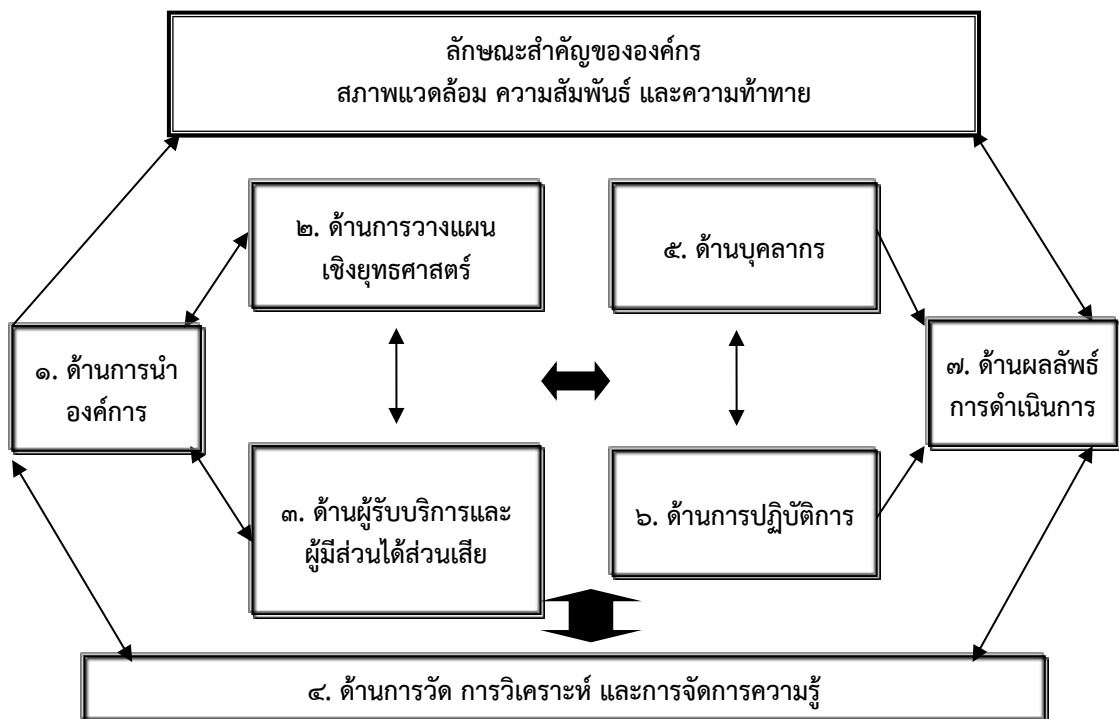 ลักษณะสำคัญขององค์กร
สภาพแวดล้อม ความสัมพันธ์ และความท้าทาย
๒. ด้านการวางแผน
เชิงยุทธศาสตร์
๕. ด้านบุคลากร
๑. ด้านการนำ
องค์การ
๗. ด้านผลลัพธ์
การดำเนินการ
๓. ด้านผู้รับบริการและ
ผู้มีส่วนได้ส่วนเสีย
๖. ด้านการปฏิบัติการ
๔. ด้านการวัด การวิเคราะห์ และการจัดการความรู้